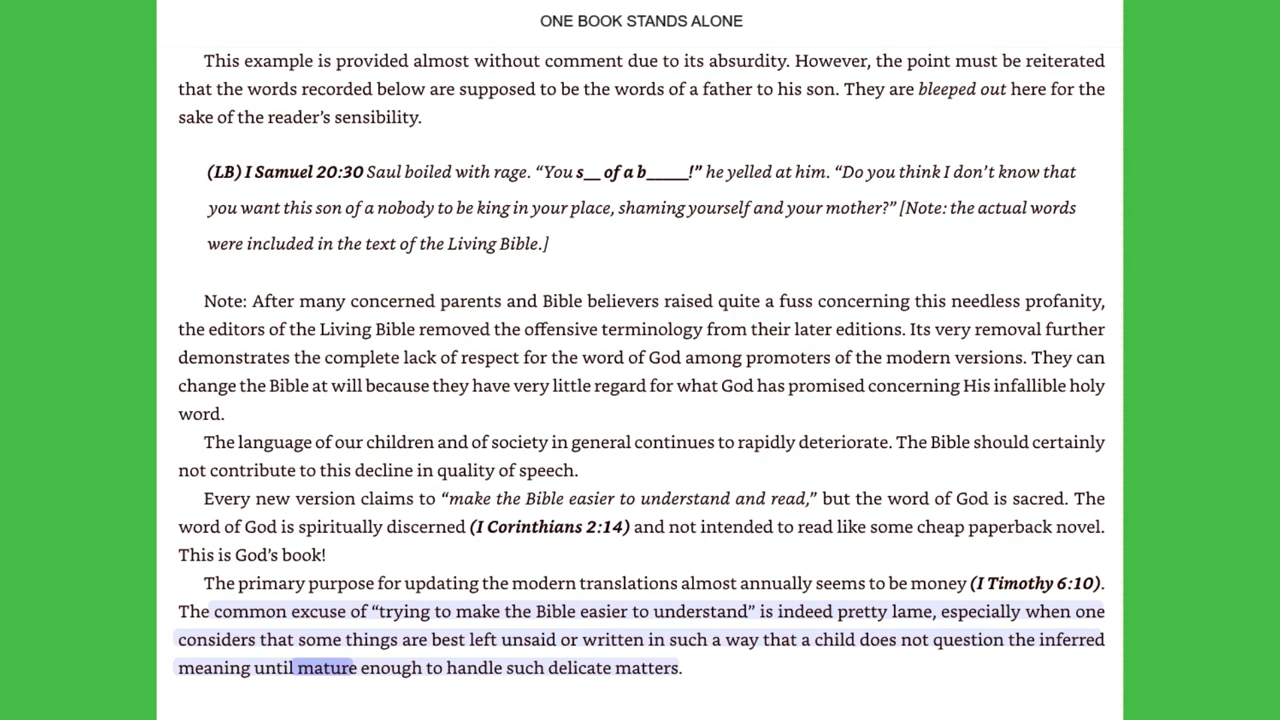 ONE BOOK STANDS ALONE
This example is provided almost without comment due to its absurdity. However, the point must be reiterated
that the words recorded below are supposed to be the words of a father to his son. They are bleeped out here for the
sake of the reader’s sensibility.
(LB) I Samuel 20:30 Saul boiled with rage. “You s__ of a b_____!” he yelled at him. “Do you think I don’t know that
you want this son of a nobody to be king in your place, shaming yourself and your mother?” [Note: the actual words
were included in the text of the Living Bible.]
Note: After many concerned parents and Bible believers raised quite a fuss concerning this needless profanity,
the editors of the Living Bible removed the offensive terminology from their later editions. Its very removal further
demonstrates the complete lack of respect for the word of God among promoters of the modern versions. They can
change the Bible at will because they have very little regard for what God has promised concerning His infallible holy
word.
The language of our children and of society in general continues to rapidly deteriorate. The Bible should certainly
not contribute to this decline in quality of speech.
Every new version claims to “make the Bible easier to understand and read,” but the word of God is sacred. The
word of God is spiritually discerned (I Corinthians 2:14) and not intended to read like some cheap paperback novel.
This is God’s book!
The primary purpose for updating the modern translations almost annually seems to be money (I Timothy 6:10).
The common excuse of “trying to make the Bible easier to understand” is indeed pretty lame, especially when one
considers that some things are best left unsaid or written in such a way that a child does not question the inferred
meaning until mature enough to handle such delicate matters.